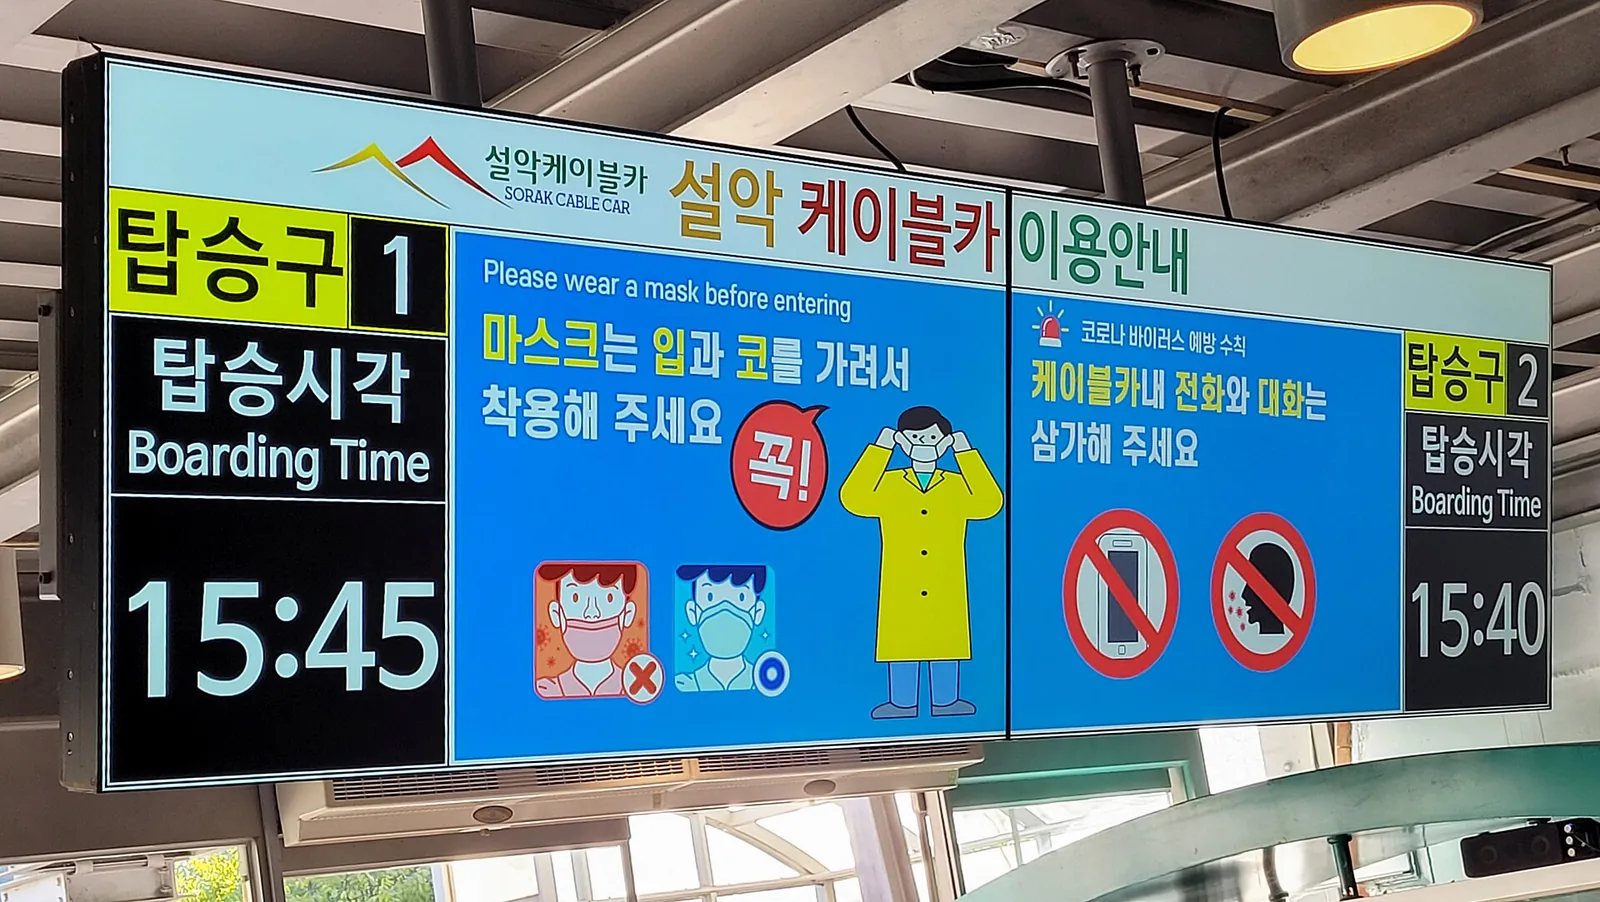 설악케이블카
SORAK CABLE CAR
설악 케이블카 이용안내
탑승구 1
탑승시각
Boarding Time
15:45
Please wear a mask before entering
마스크는 입과 코를 가려서
착용해 주세요
꼭!
코로나 바이러스 예방 수칙
케이블카내 전화와 대화는
삼가해 주세요
탑승구 2
탑승시각
Boarding Time
15:40